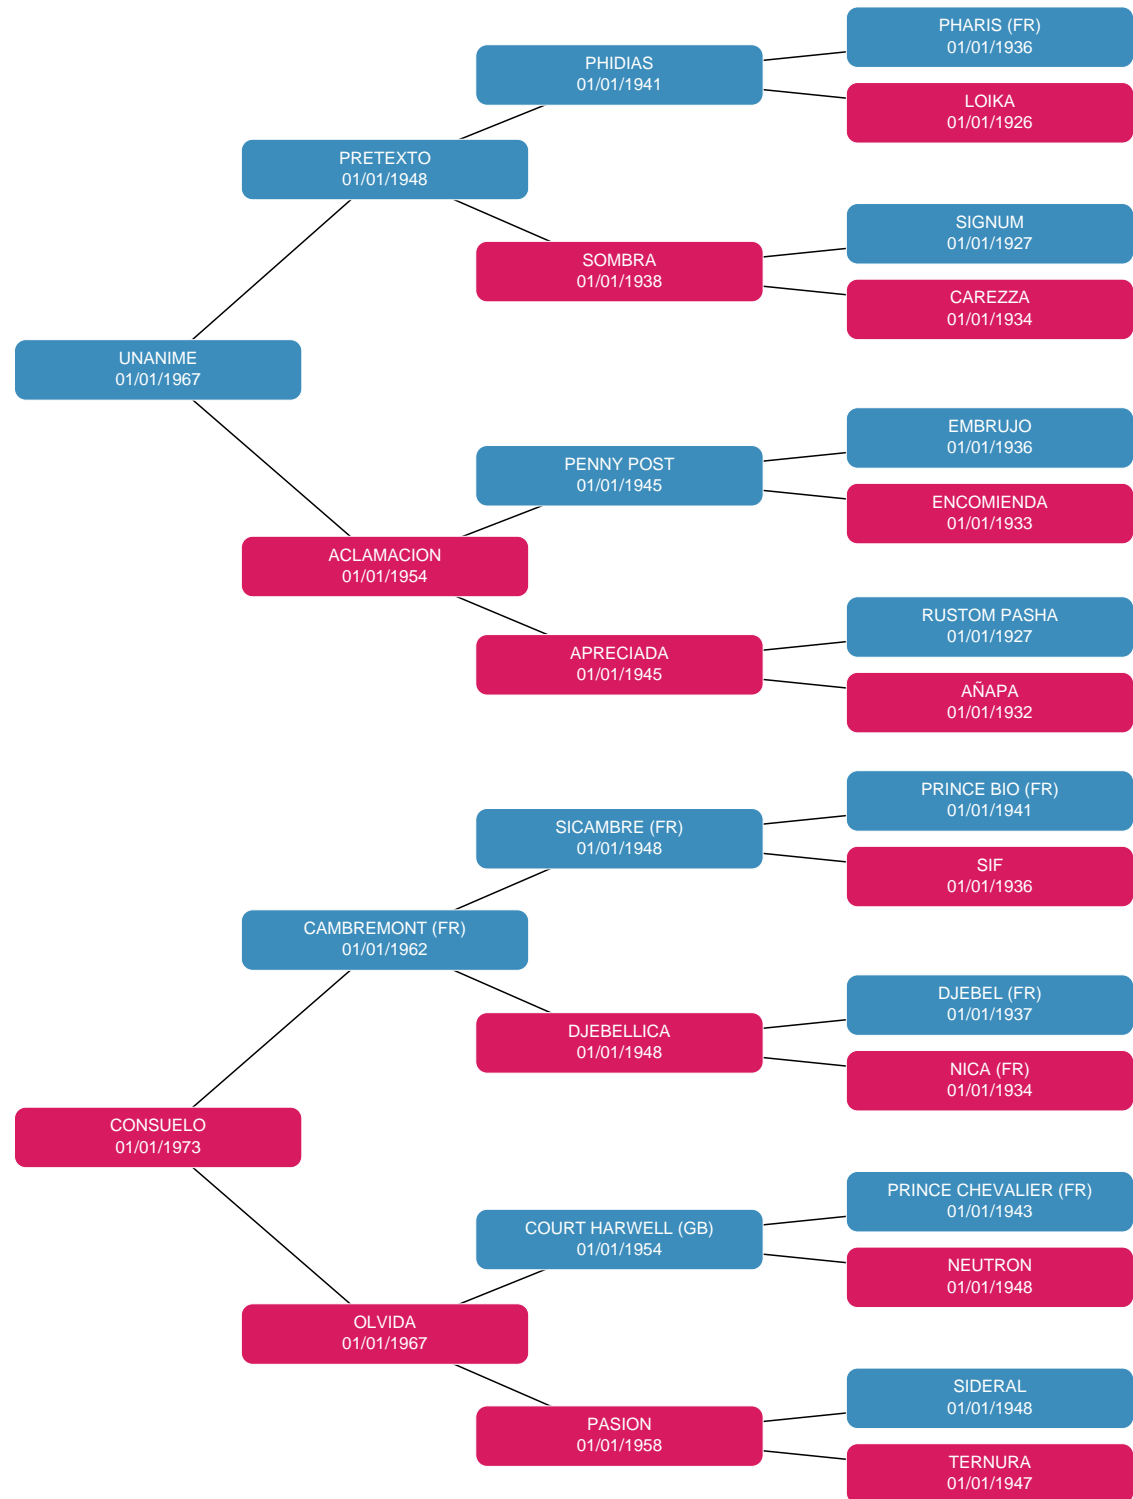 PHARIS (FR)
01/01/1936
PHIDIAS
01/01/1941
LOIKA
01/01/1926
PRETEXTO
01/01/1948
SIGNUM
01/01/1927
SOMBRA
01/01/1938
CAREZZA
01/01/1934
UNANIME
01/01/1967
EMBRUJO
01/01/1936
PENNY POST
01/01/1945
ENCOMIENDA
01/01/1933
ACLAMACION
01/01/1954
RUSTOM PASHA
01/01/1927
APRECIADA
01/01/1945
AÑAPA
01/01/1932
PRINCE BIO (FR)
01/01/1941
SICAMBRE (FR)
01/01/1948
SIF
01/01/1936
CAMBREMONT (FR)
01/01/1962
DJEBEL (FR)
01/01/1937
DJEBELLICA
01/01/1948
NICA (FR)
01/01/1934
CONSUELO
01/01/1973
PRINCE CHEVALIER (FR)
01/01/1943
COURT HARWELL (GB)
01/01/1954
NEUTRON
01/01/1948
OLVIDA
01/01/1967
SIDERAL
01/01/1948
PASION
01/01/1958
TERNURA
01/01/1947